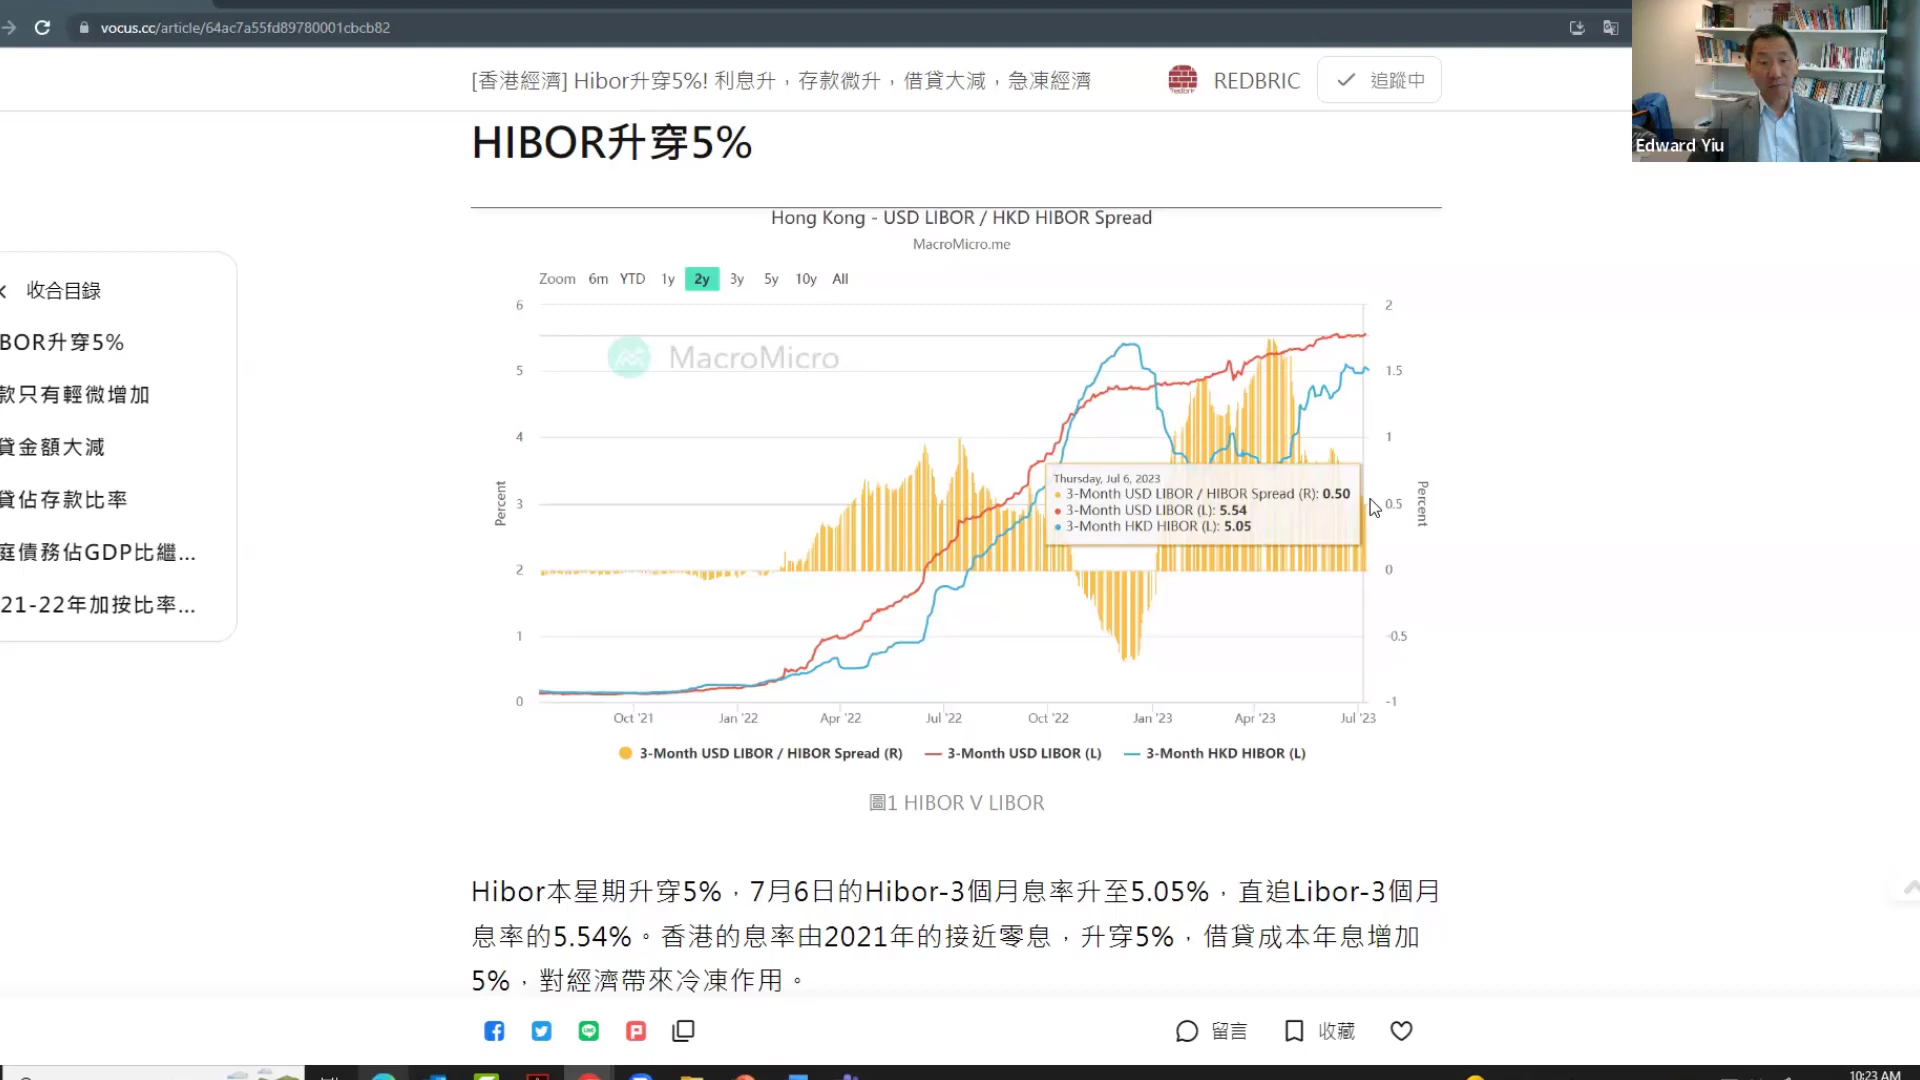 vocus.cc/article/64ac7a55fd89780001cbcb82
[香港經濟] Hibor升穿5%! 利息升，存款微升，借貸大減，急凍經濟
REDBRIC
追蹤中
Edward Yiu
HIBOR升穿5%
收合目錄
BOR升穿5%
款只有輕微增加
貸金額大減
貸佔存款比率
庭債務佔GDP比繼...
21-22年加按比率...
Hong Kong - USD LIBOR / HKD HIBOR Spread
MacroMicro.me
Zoom 6m YTD 1y 2y 3y 5y 10y All
MacroMicro
Percent
6
5
4
3
2
1
0
2
1.5
1
0.5
0
-0.5
-1
Percent
Thursday, Jul 6, 2023
3-Month USD LIBOR / HIBOR Spread (R): 0.50
3-Month USD LIBOR (L): 5.54
3-Month HKD HIBOR (L): 5.05
Oct '21 Jan '22 Apr '22 Jul '22 Oct '22 Jan '23 Apr '23 Jul '23
3-Month USD LIBOR / HIBOR Spread (R) 3-Month USD LIBOR (L) 3-Month HKD HIBOR (L)
圖1 HIBOR V LIBOR
Hibor本星期升穿5%，7月6日的Hibor-3個月息率升至5.05%，直追Libor-3個月
息率的5.54%。香港的息率由2021年的接近零息，升穿5%，借貸成本年息增加
5%，對經濟帶來冷凍作用。
留言 收藏
10:23 AM